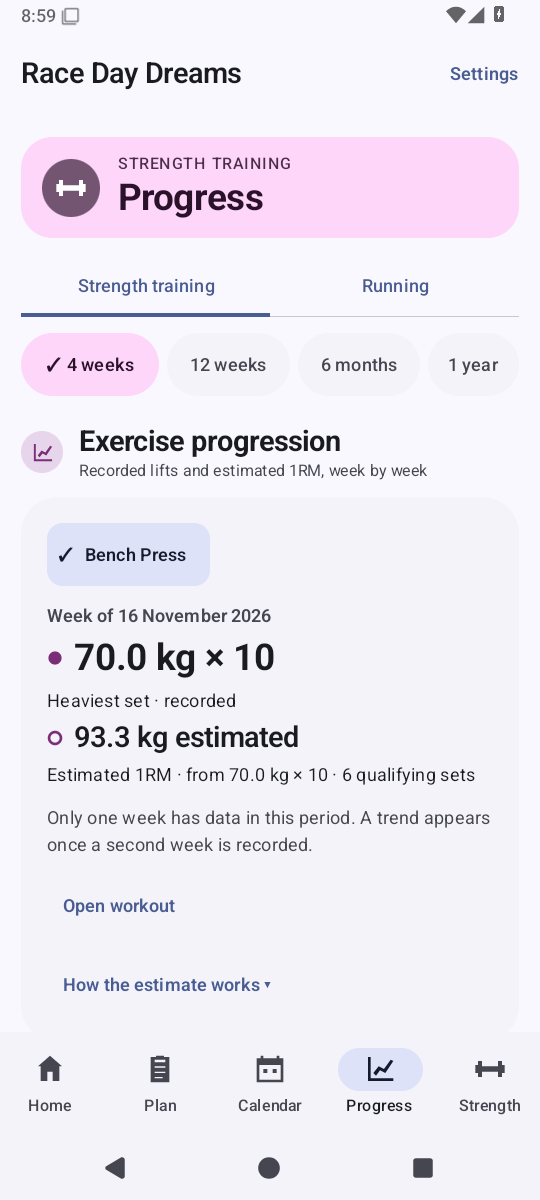 8:59
Race Day Dreams
Settings
STRENGTH TRAINING
Progress
Strength training
Running
✓ 4 weeks
12 weeks
6 months
1 year
Exercise progression
Recorded lifts and estimated 1RM, week by week
✓ Bench Press
Week of 16 November 2026
70.0 kg × 10
Heaviest set · recorded
93.3 kg estimated
Estimated 1RM · from 70.0 kg × 10 · 6 qualifying sets
Only one week has data in this period. A trend appears
once a second week is recorded.
Open workout
How the estimate works ▾
Home
Plan
Calendar
Progress
Strength